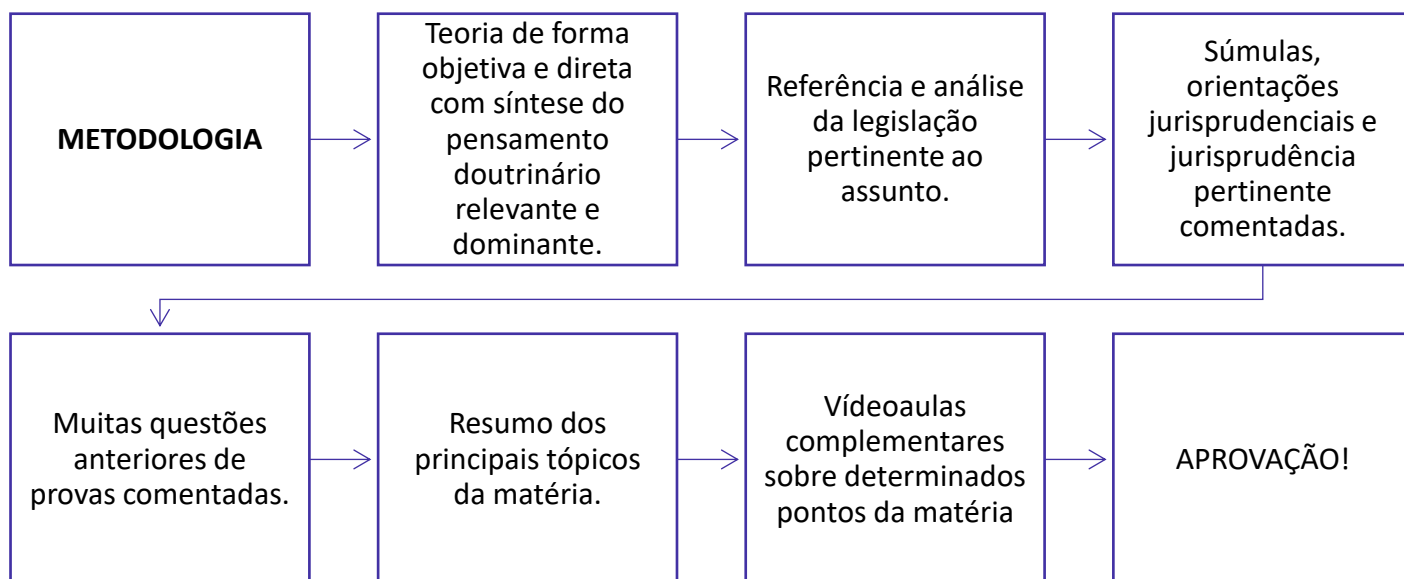 METODOLOGIA
Teoria de forma
objetiva e direta
com síntese do
pensamento
doutrinário
relevante e
dominante.
Referência e análise
da legislação
pertinente ao
assunto.
Súmulas,
orientações
jurisprudenciais e
jurisprudência
pertinente
comentadas.
Muitas questões
anteriores de
provas comentadas.
Resumo dos
principais tópicos
da matéria.
Vídeoaulas
complementares
sobre determinados
pontos da matéria
APROVAÇÃO!